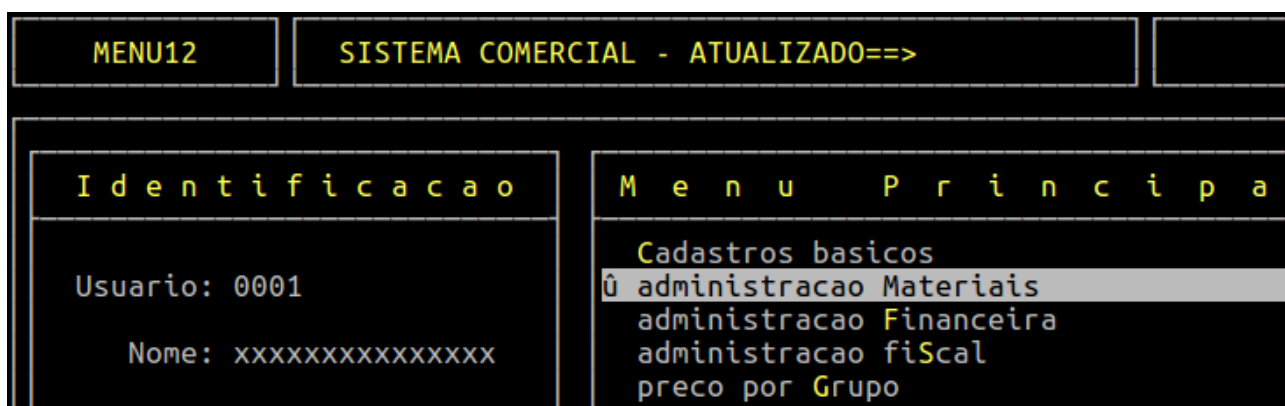 MENU12
SISTEMA COMERCIAL - ATUALIZADO==>
I d e n t i f i c a c a o
Usuario: 0001
Nome: xxxxxxxxxxxxxxx
M e n u   P r i n c i p a
Cadastros basicos
û administracao Materiais
administracao Financeira
administracao fiScal
preco por Grupo